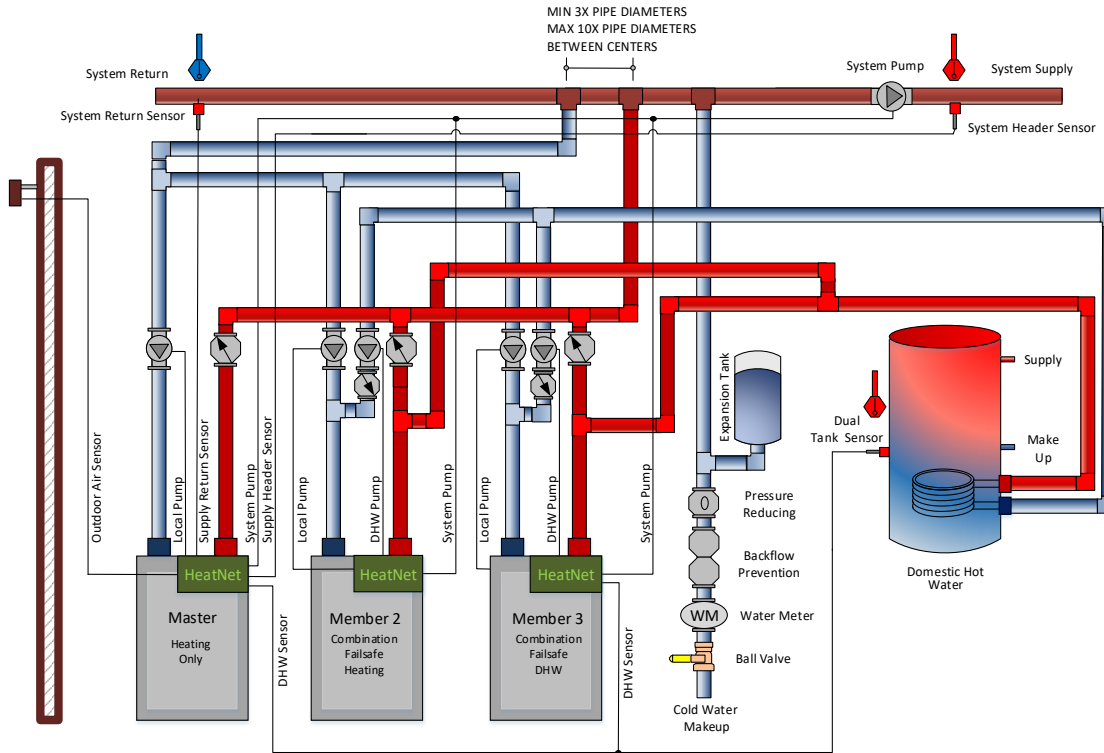 MIN 3X PIPE DIAMETERS
MAX 10X PIPE DIAMETERS
BETWEEN CENTERS
System Return
System Pump
System Supply
System Return Sensor
System Header Sensor
Outdoor Air Sensor
Local Pump
Supply Return Sensor
System Pump
Supply Header Sensor
Local Pump
DHW Pump
System Pump
Local Pump
DHW Pump
System Pump
Expansion Tank
Supply
Dual
Tank Sensor
Make
Up
0
Pressure
Reducing
Backflow
Prevention
WM
Water Meter
Ball Valve
Cold Water
Makeup
Domestic Hot
Water
HeatNet
Master
Heating
Only
DHW Sensor
HeatNet
Member 2
Combination
Failsafe
Heating
HeatNet
Member 3
Combination
Failsafe
DHW
DHW Sensor